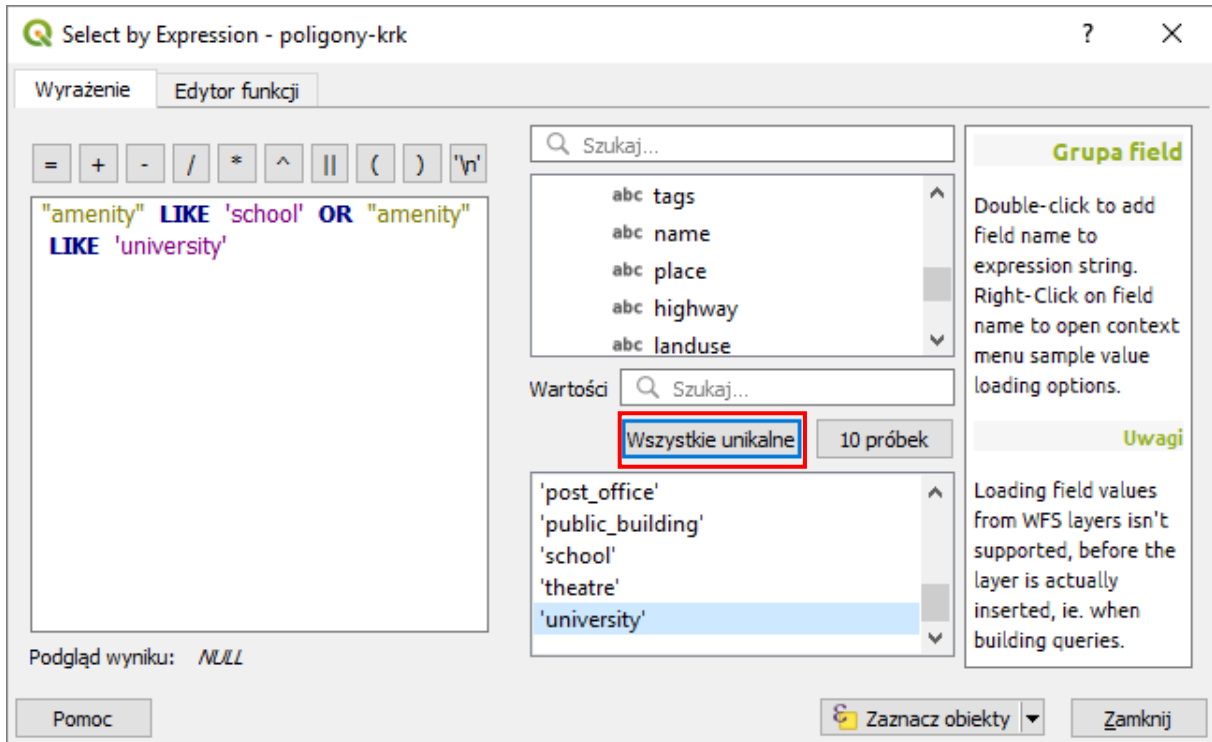 Select by Expression - poligony-krk
?
Wyrażenie
Edytor funkcji
= + - / * ^ || ( ) '\n'
"amenity" LIKE 'school' OR "amenity"
LIKE 'university'
Podgląd wyniku: NULL
Szukaj...
abc tags
abc name
abc place
abc highway
abc landuse
Wartości
Szukaj...
Wszystkie unikalne
10 próbek
'post_office'
'public_building'
'school'
'theatre'
'university'
Grupa field
Double-click to add
field name to
expression string.
Right-Click on field
name to open context
menu sample value
loading options.
Uwagi
Loading field values
from WFS layers isn't
supported, before the
layer is actually
inserted, ie. when
building queries.
Pomoc
Zaznacz obiekty
Zamknij